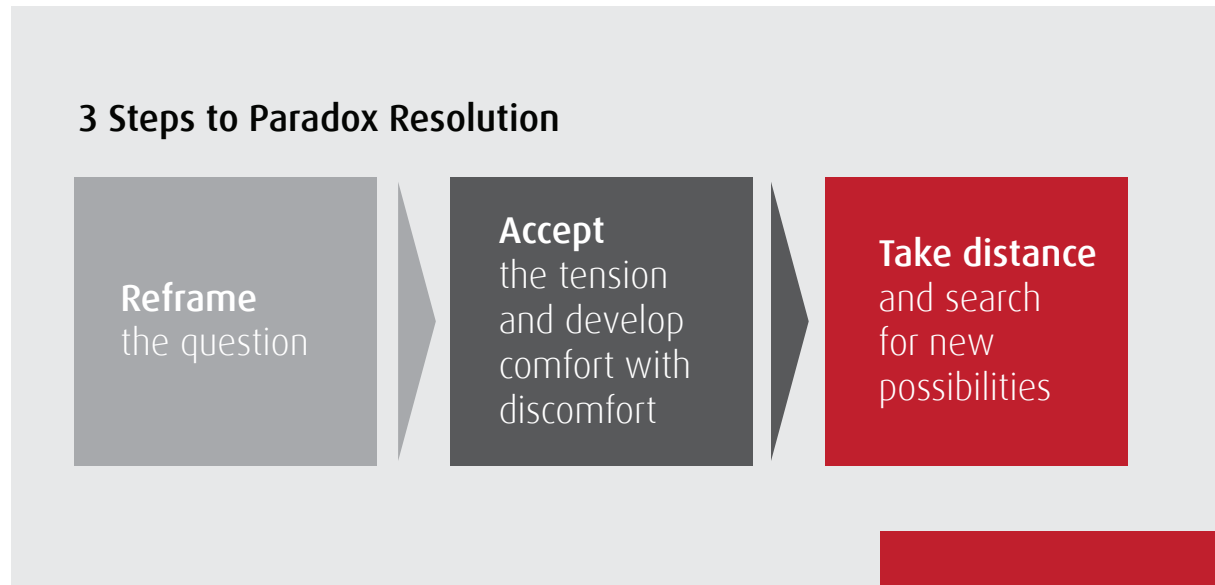 3 Steps to Paradox Resolution
Reframe
the question
Accept
the tension
and develop
comfort with
discomfort
Take distance
and search
for new
possibilities